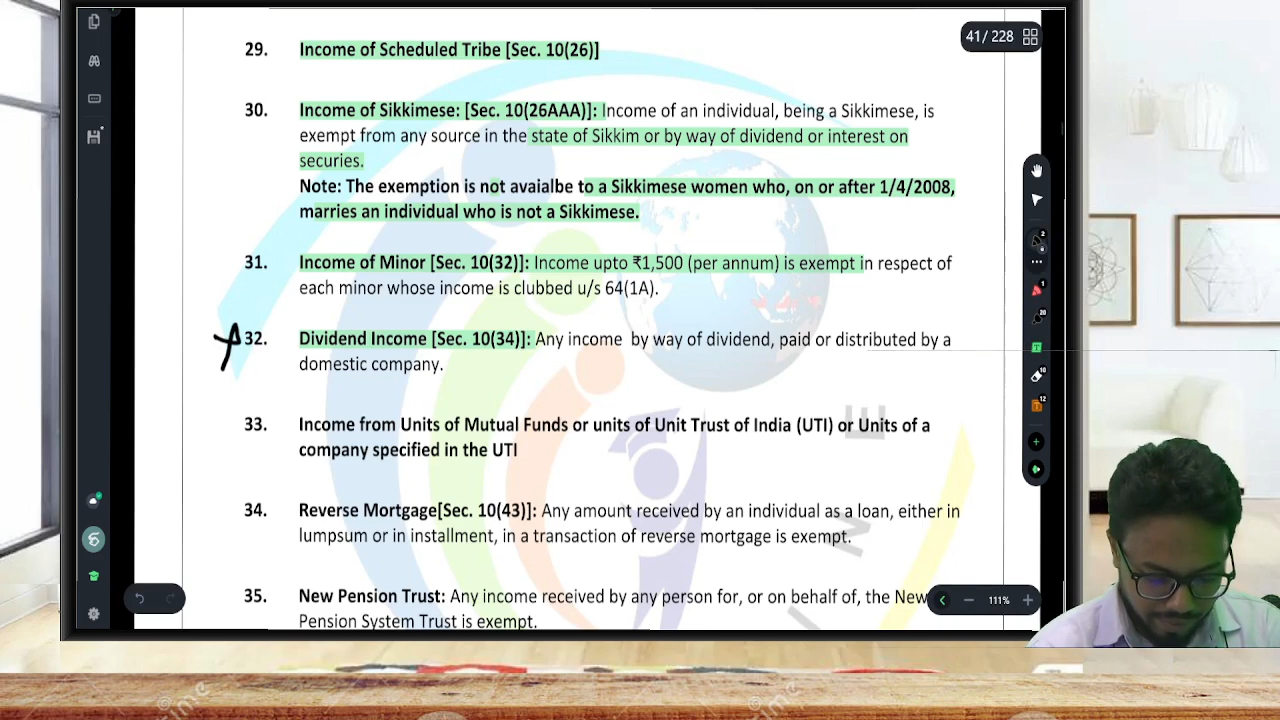 41/ 228
29. Income of Scheduled Tribe [Sec. 10(26)]
30. Income of Sikkimese: [Sec. 10(26AAA)]: Income of an individual, being a Sikkimese, is
exempt from any source in the state of Sikkim or by way of dividend or interest on
securies.
Note: The exemption is not avaialbe to a Sikkimese women who, on or after 1/4/2008,
marries an individual who is not a Sikkimese.
31. Income of Minor [Sec. 10(32)]: Income upto ₹1,500 (per annum) is exempt in respect of
each minor whose income is clubbed u/s 64(1A).
32. Dividend Income [Sec. 10(34)]: Any income by way of dividend, paid or distributed by a
domestic company.
33. Income from Units of Mutual Funds or units of Unit Trust of India (UTI) or Units of a
company specified in the UTI
34. Reverse Mortgage[Sec. 10(43)]: Any amount received by an individual as a loan, either in
lumpsum or in installment, in a transaction of reverse mortgage is exempt.
35. New Pension Trust: Any income received by any person for, or on behalf of, the New
Pension System Trust is exempt.
111%
I N E